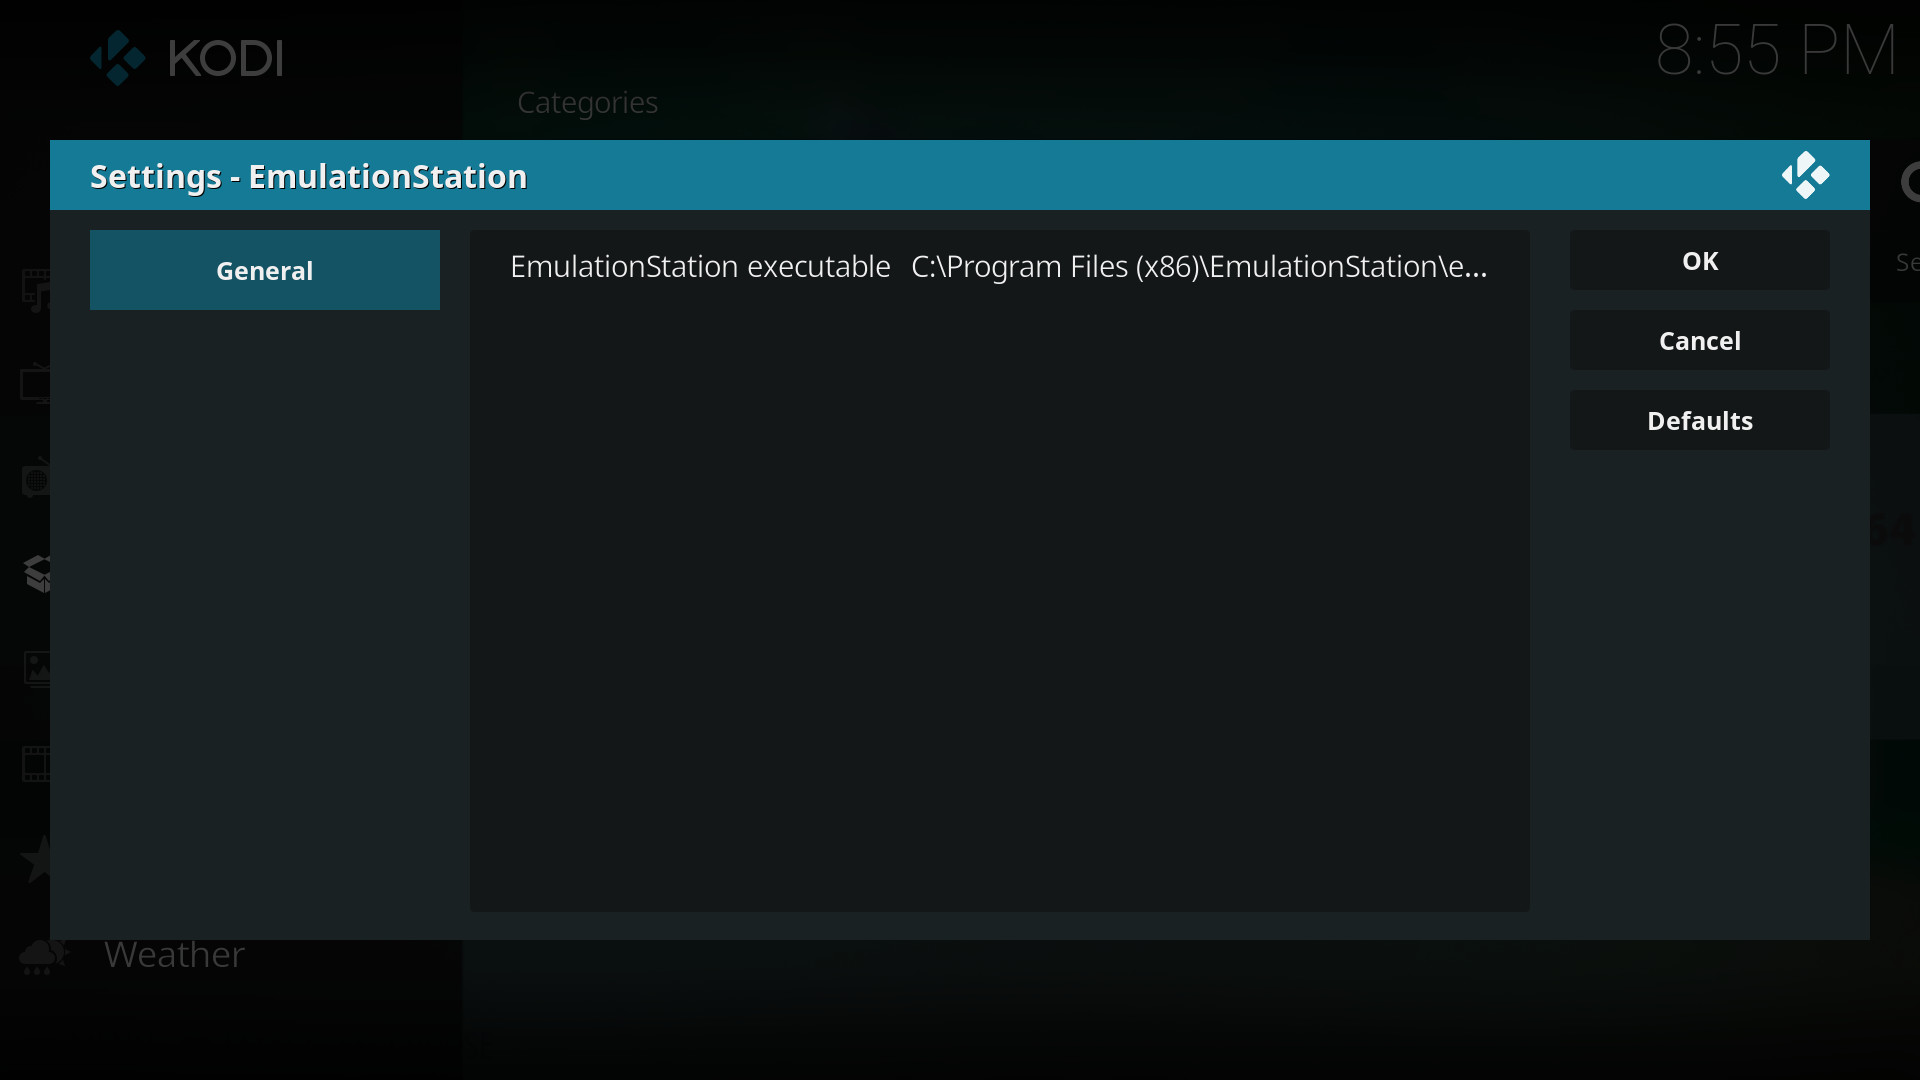 KODI
8:55 PM
Categories
Settings - EmulationStation
General
EmulationStation executable C:\Program Files (x86)\EmulationStation\e...
OK
Cancel
Defaults
Se
64
Weather